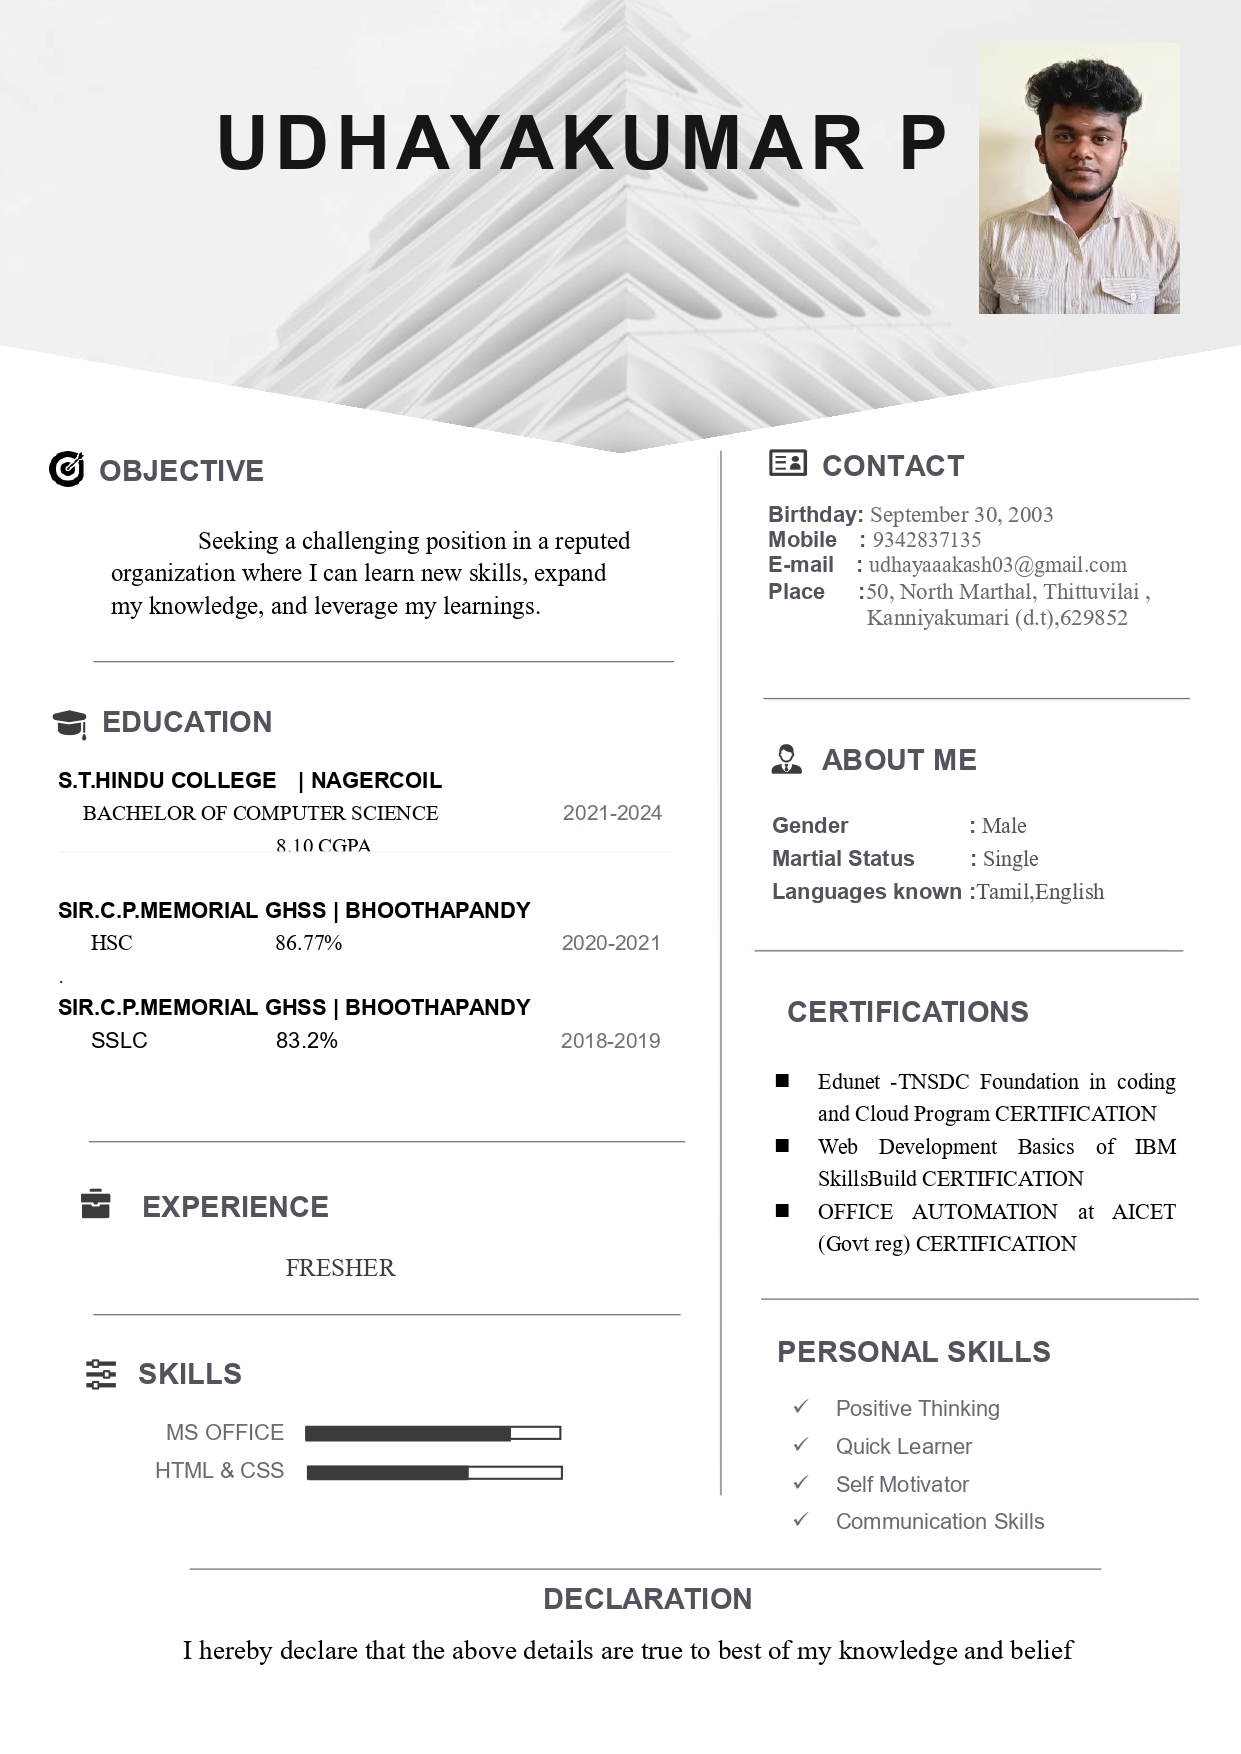 UDHAYAKUMAR P
OBJECTIVE
Seeking a challenging position in a reputed
organization where I can learn new skills, expand
my knowledge, and leverage my learnings.
EDUCATION
S.T.HINDU COLLEGE | NAGERCOIL
BACHELOR OF COMPUTER SCIENCE 2021-2024
8.10 CGPA
SIR.C.P.MEMORIAL GHSS | BHOOTHAPANDY
HSC 86.77% 2020-2021
.
SIR.C.P.MEMORIAL GHSS | BHOOTHAPANDY
SSLC 83.2% 2018-2019
EXPERIENCE
FRESHER
SKILLS
MS OFFICE
HTML & CSS
CONTACT
Birthday: September 30, 2003
Mobile : 9342837135
E-mail : udhayaaakash03@gmail.com
Place :50, North Marthal, Thittuvilai ,
Kanniyakumari (d.t),629852
ABOUT ME
Gender : Male
Martial Status : Single
Languages known :Tamil,English
CERTIFICATIONS
Edunet -TNSDC Foundation in coding
and Cloud Program CERTIFICATION
Web Development Basics of IBM
SkillsBuild CERTIFICATION
OFFICE AUTOMATION at AICET
(Govt reg) CERTIFICATION
PERSONAL SKILLS
✓ Positive Thinking
✓ Quick Learner
✓ Self Motivator
✓ Communication Skills
DECLARATION
I hereby declare that the above details are true to best of my knowledge and belief